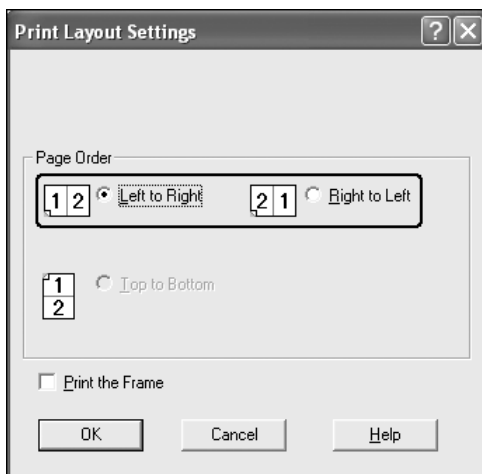 Print Layout Settings
Page Order
1 2 Left to Right 2 1 Right to Left
1
2
Top to Bottom
Print the Frame
OK Cancel Help